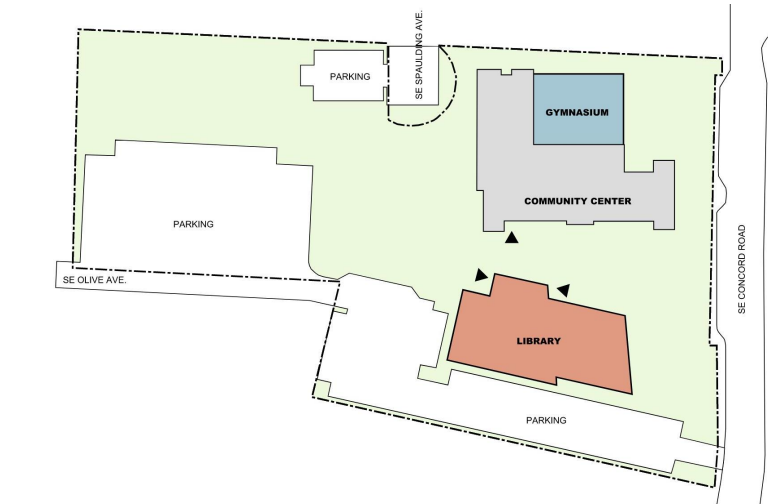 SE SPAULDING AVE.
PARKING
GYMNASIUM
COMMUNITY CENTER
PARKING
SE CONCORD ROAD
SE OLIVE AVE.
LIBRARY
PARKING